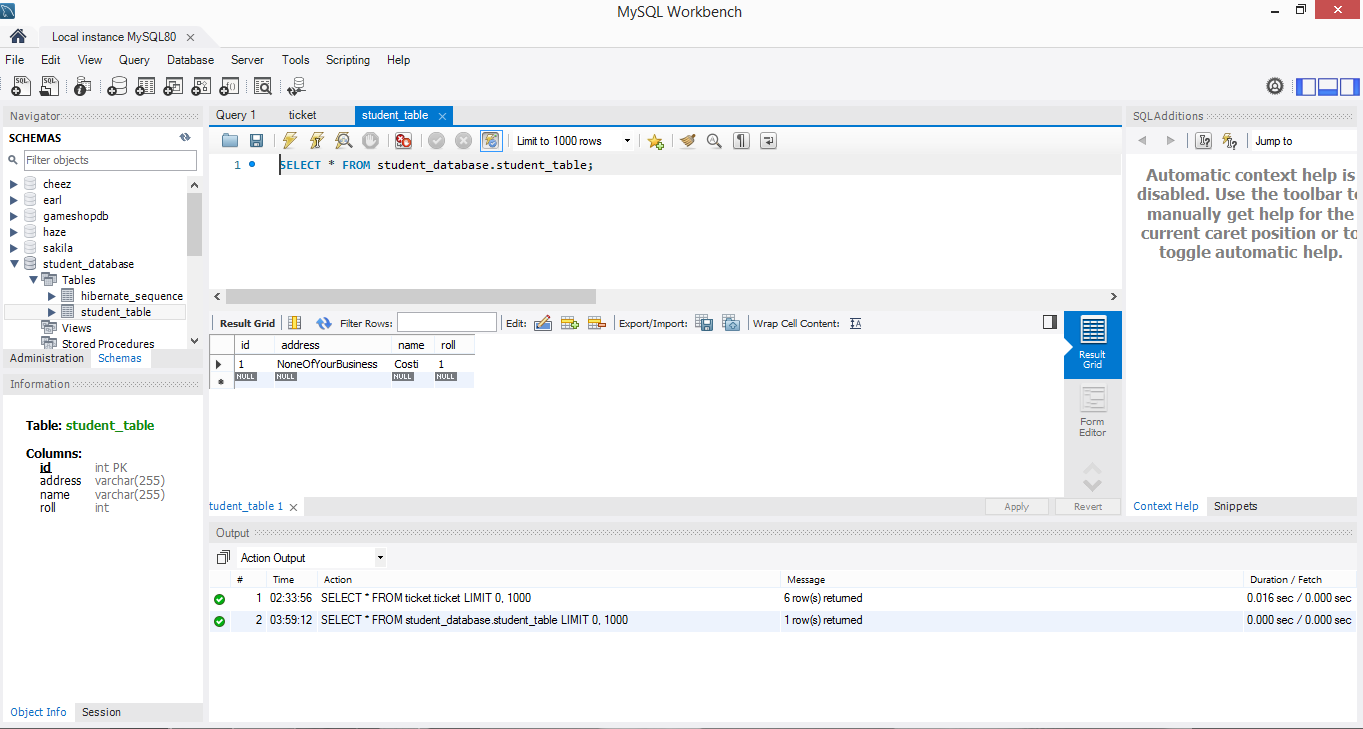 MySQL Workbench
Local instance MySQL80
File Edit View Query Database Server Tools Scripting Help
Navigator
SCHEMAS
Filter objects
cheez
earl
gameshopdb
haze
sakila
student_database
Tables
hibernate_sequence
student_table
Views
Stored Procedures
Administration Schemas
Information
Table: student_table
Columns:
id int PK
address varchar(255)
name varchar(255)
roll int
Object Info Session
Query 1 ticket student_table
Limit to 1000 rows
1 SELECT * FROM student_database.student_table;
Result Grid Filter Rows: Edit: Export/Import: Wrap Cell Content:
id address name roll
1 NoneOfYourBusiness Costi 1
NULL NULL NULL NULL
Result
Grid
Form
Editor
tudent_table 1 Apply Revert
SQLAdditions
Jump to
Automatic context help is
disabled. Use the toolbar to
manually get help for the
current caret position or to
toggle automatic help.
Context Help Snippets
Output
Action Output
# Time Action Message Duration / Fetch
1 02:33:56 SELECT * FROM ticket.ticket LIMIT 0, 1000 6 row(s) returned 0.016 sec / 0.000 sec
2 03:59:12 SELECT * FROM student_database.student_table LIMIT 0, 1000 1 row(s) returned 0.000 sec / 0.000 sec